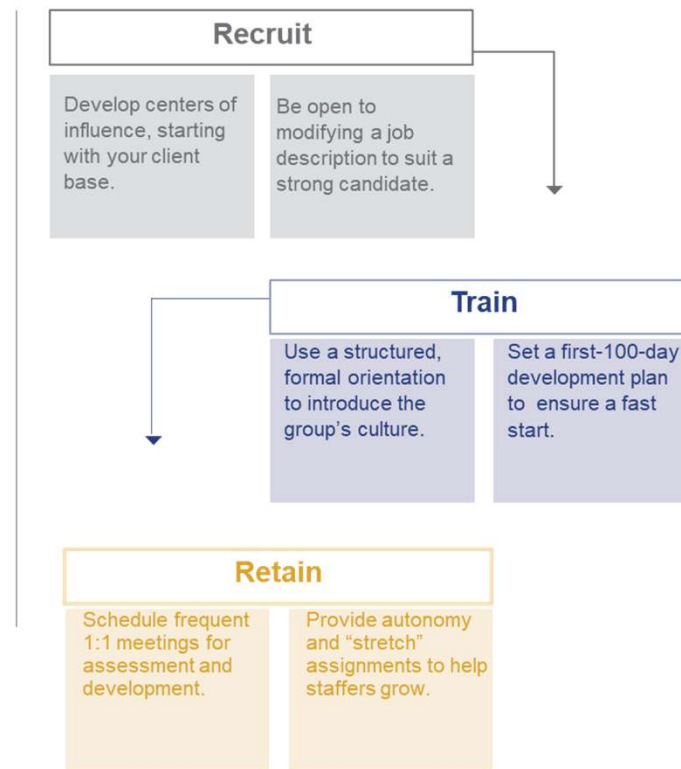 Recruit
Develop centers of
influence, starting
with your client
base.
Be open to
modifying a job
description to suit a
strong candidate.
Train
Use a structured,
formal orientation
to introduce the
group’s culture.
Set a first-100-day
development plan
to  ensure a fast
start.
Retain
Schedule frequent
1:1 meetings for
assessment and
development.
Provide autonomy
and “stretch”
assignments to help
staffers grow.